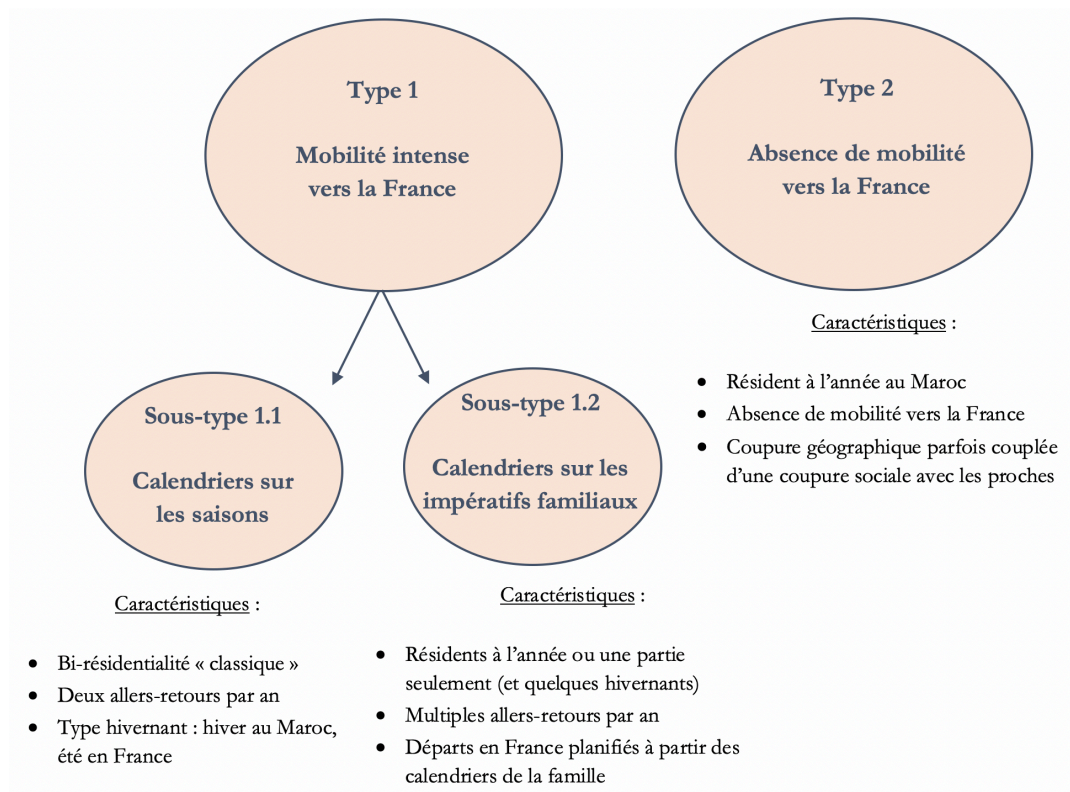 Type 1
Mobilité intense
vers la France
Type 2
Absence de mobilité
vers la France
Caractéristiques :
• Résident à l’année au Maroc
• Absence de mobilité vers la France
• Coupure géographique parfois couplée
d’une coupure sociale avec les proches
Sous-type 1.1
Calendriers sur
les saisons
Sous-type 1.2
Calendriers sur les
impératifs familiaux
Caractéristiques :
• Bi-résidentialité « classique »
• Deux allers-retours par an
• Type hivernant : hiver au Maroc,
été en France
Caractéristiques :
• Résidents à l’année ou une partie
seulement (et quelques hivernants)
• Multiples allers-retours par an
• Départs en France planifiés à partir des
calendriers de la famille